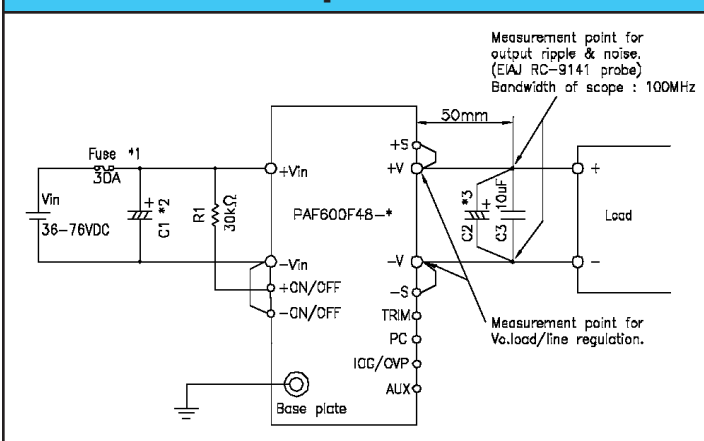 Measurement point for
output ripple & noise.
(EIAJ RC-9141 probe)
Bandwidth of scope : 100MHz
50mm
Fuse *1
30A
Vin
36-76VDC
C1 *2
+
R1
30kΩ
+Vin
-Vin
+ON/OFF
-ON/OFF
PAF600F48-*
Base plate
+S
+V
-V
-S
TRIM
PC
IOG/OVP
AUX
C2
*3
+
C3
10uF
+
Load
-
Measurement point for
Vo.load/line regulation.